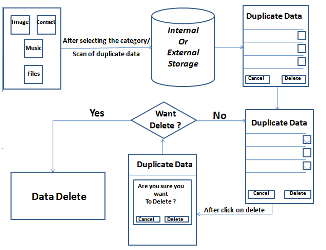 Image
Contact
Music
Files
After selecting the category/
Scan of duplicate data
Internal
Or
External
Storage
Duplicate Data
Cancel
Delete
Duplicate Data
Cancel
Delete
After click on delete
Duplicate Data
Are you sure you
want
To Delete ?
Cancel
Delete
Want
Delete ?
Yes
No
Data Delete